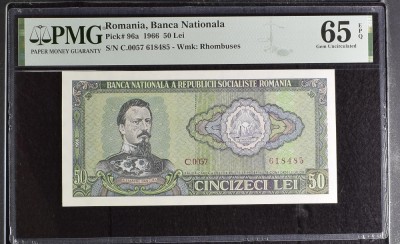 PMG
PAPER MONEY GUARANTY
Romania, Banca Nationala
Pick# 96a 1966 50 Lei
S/N C.0057 618485 - Wmk: Rhombuses
65 EPQ
Gem Uncirculated
BANCA NATIONALA A REPUBLICII SOCIALISTE ROMANIA
C.0057 618485
50 CINCIZECI LEI 50